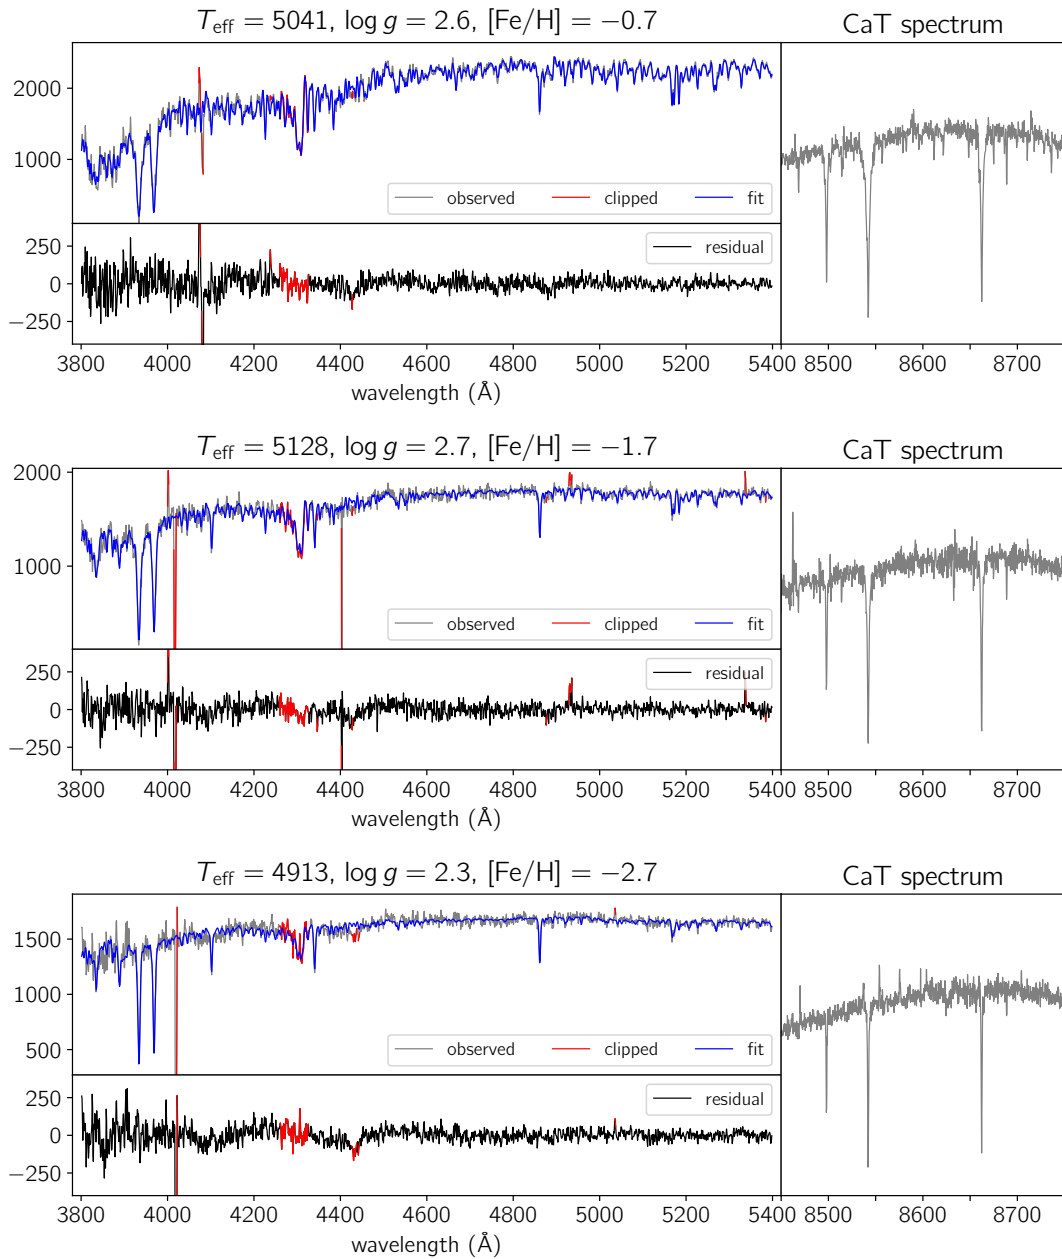 T_eff = 5041, log g = 2.6, [Fe/H] = −0.7
CaT spectrum
2000
1000
observed clipped fit
residual
250
0
−250
3800 4000 4200 4400 4600 4800 5000 5200 5400
8500 8600 8700
wavelength (Å)
T_eff = 5128, log g = 2.7, [Fe/H] = −1.7
CaT spectrum
2000
1000
observed clipped fit
residual
250
0
−250
3800 4000 4200 4400 4600 4800 5000 5200 5400
8500 8600 8700
wavelength (Å)
T_eff = 4913, log g = 2.3, [Fe/H] = −2.7
CaT spectrum
1500
1000
500
observed clipped fit
residual
250
0
−250
3800 4000 4200 4400 4600 4800 5000 5200 5400
8500 8600 8700
wavelength (Å)